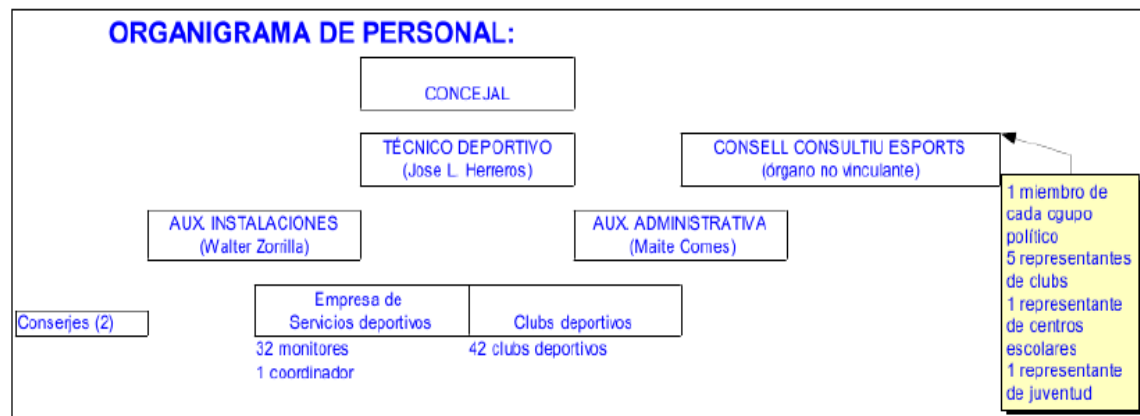 ORGANIGRAMA DE PERSONAL:
CONCEJAL
TÉCNICO DEPORTIVO
(Jose L. Herreros)
CONSELL CONSULTIU ESPORTS
(órgano no vinculante)
1 miembro de
cada cgupo
político
5 representantes
de clubs
1 representante
de centros
escolares
1 representante
de juventud
AUX. INSTALACIONES
(Walter Zorrilla)
AUX. ADMINISTRATIVA
(Maite Comes)
Conserjes (2)
Empresa de
Servicios deportivos
32 monitores
1 coordinador
Clubs deportivos
42 clubs deportivos